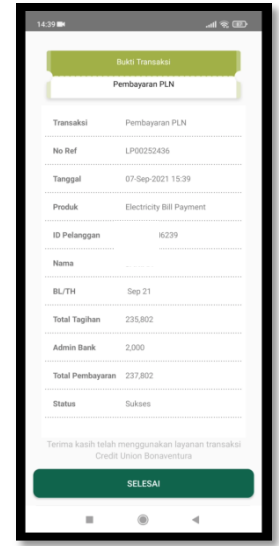 14:39
Bukti Transaksi
Pembayaran PLN
Transaksi Pembayaran PLN
No Ref LP00252436
Tanggal 07-Sep-2021 15:39
Produk Electricity Bill Payment
ID Pelanggan I6239
Nama
BL/TH Sep 21
Total Tagihan 235,802
Admin Bank 2,000
Total Pembayaran 237,802
Status Sukses
Terima kasih telah menggunakan layanan transaksi
Credit Union Bonaventura
SELESAI